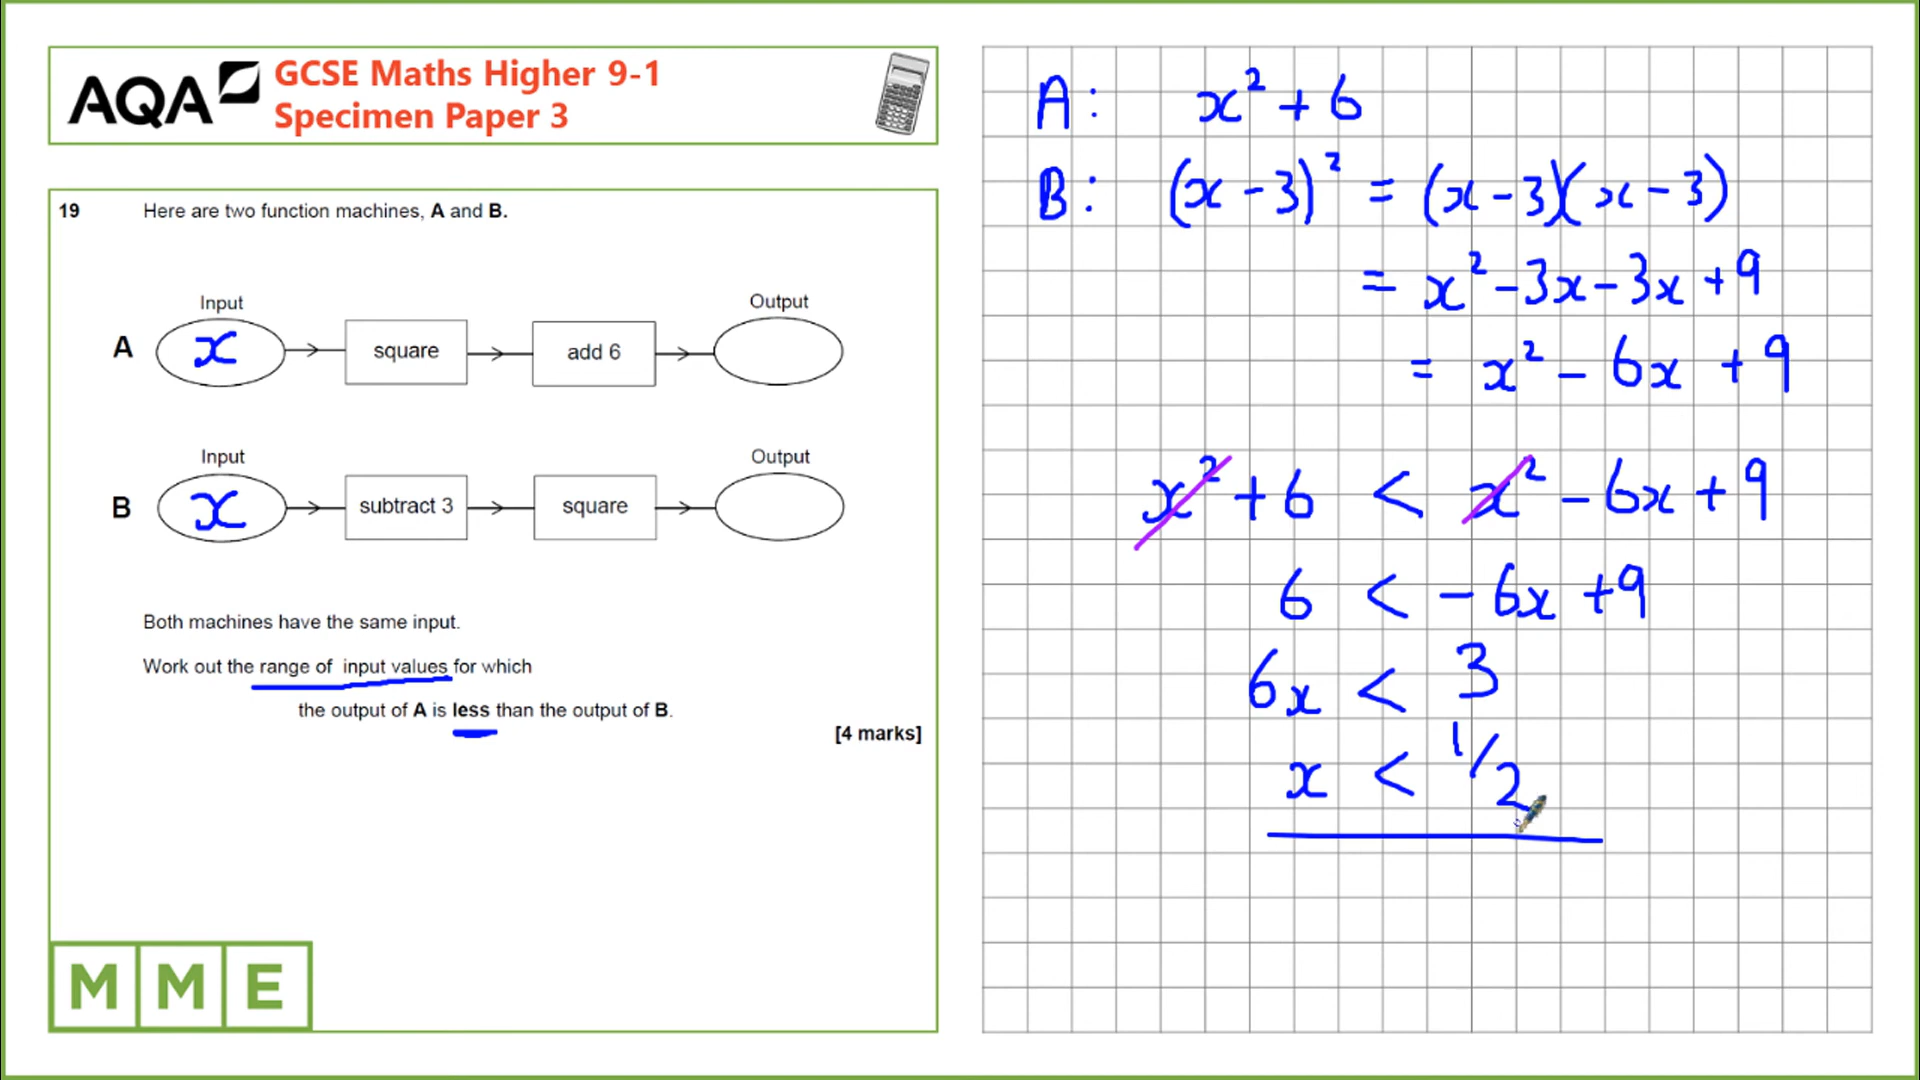 AQA
GCSE Maths Higher 9-1
Specimen Paper 3
19 Here are two function machines, A and B.
Input Output
A x square add 6
Input Output
B x subtract 3 square
Both machines have the same input.
Work out the range of input values for which
the output of A is less than the output of B.
[4 marks]
MME
A: x² + 6
B: (x - 3)² = (x - 3)(x - 3)
= x² - 3x - 3x + 9
= x² - 6x + 9
x² + 6 < x² - 6x + 9
6 < - 6x + 9
6x < 3
x < 1/2